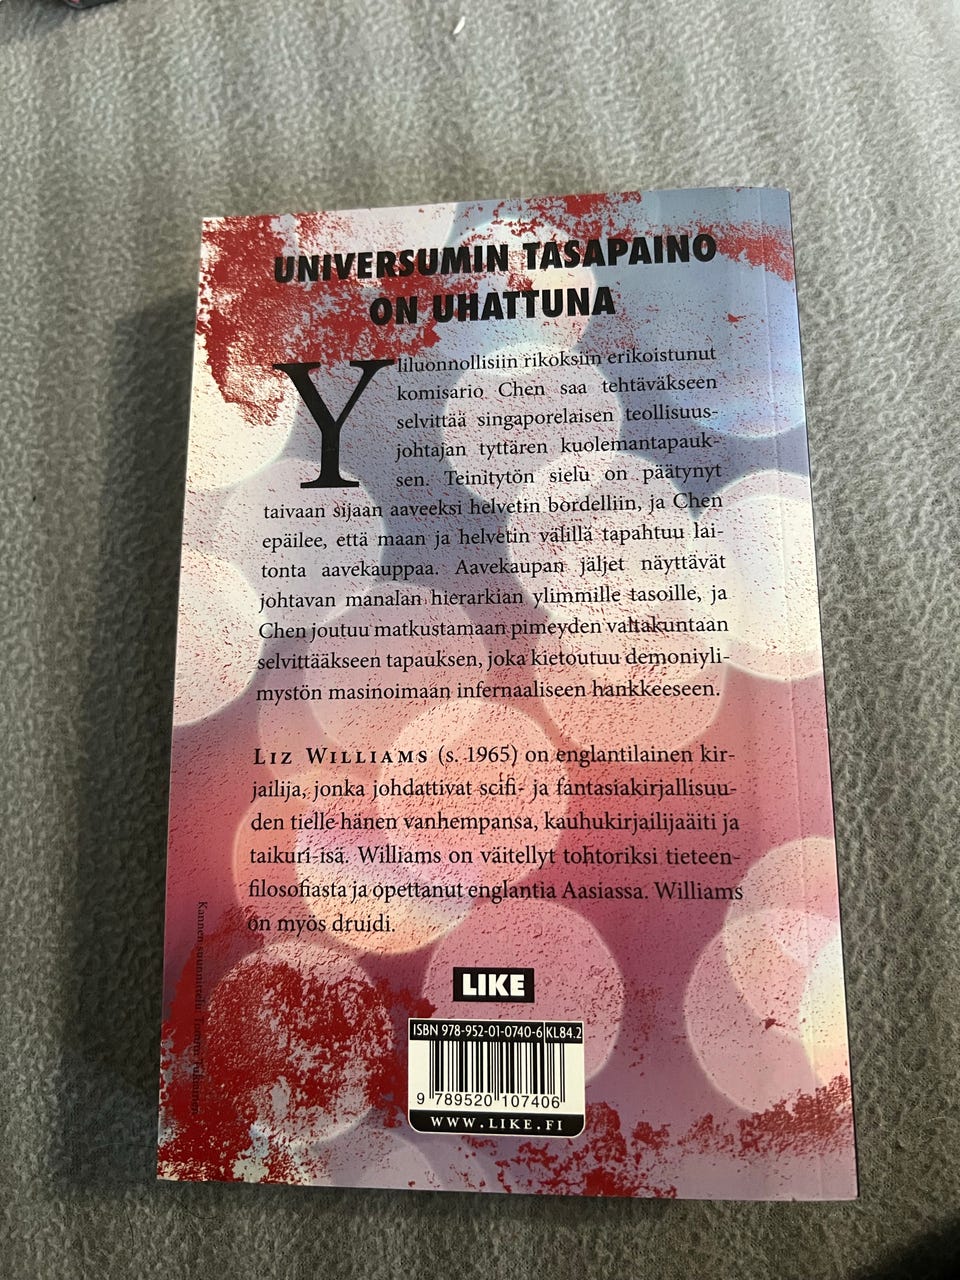 UNIVERSUMIN TASAPAINO
ON UHATTUNA
Yliluonnollisiin rikoksiin erikoistunut
komisario Chen saa tehtäväkseen
selvittää singaporelaisen teollisuus-
johtajan tyttären kuolemantapauk-
sen. Teinitytön sielu on päätynyt
taivaan sijaan aaveeksi helvetin bordelliin, ja Chen
epäilee, että maan ja helvetin välillä tapahtuu lai-
tonta aavekauppaa. Aavekaupan jäljet näyttävät
johtavan manalan hierarkian ylimmille tasoille, ja
Chen joutuu matkustamaan pimeyden valtakuntaan
selvittääkseen tapauksen, joka kietoutuu demoniyli-
mystön masinoimaan infernaaliseen hankkeeseen.
LIZ WILLIAMS (s. 1965) on englantilainen kir-
jailija, jonka johdattivat scifi- ja fantasiakirjallisuu-
den tielle hänen vanhempansa, kauhukirjailijaäiti ja
taikuri-isä. Williams on väitellyt tohtoriksi tieteen-
filosofiasta ja opettanut englantia Aasiassa. Williams
on myös druidi.
Kannen suunnittelu
LIKE
ISBN 978-952-01-0740-6 KL84.2
9 789520 107406
WWW.LIKE.FI